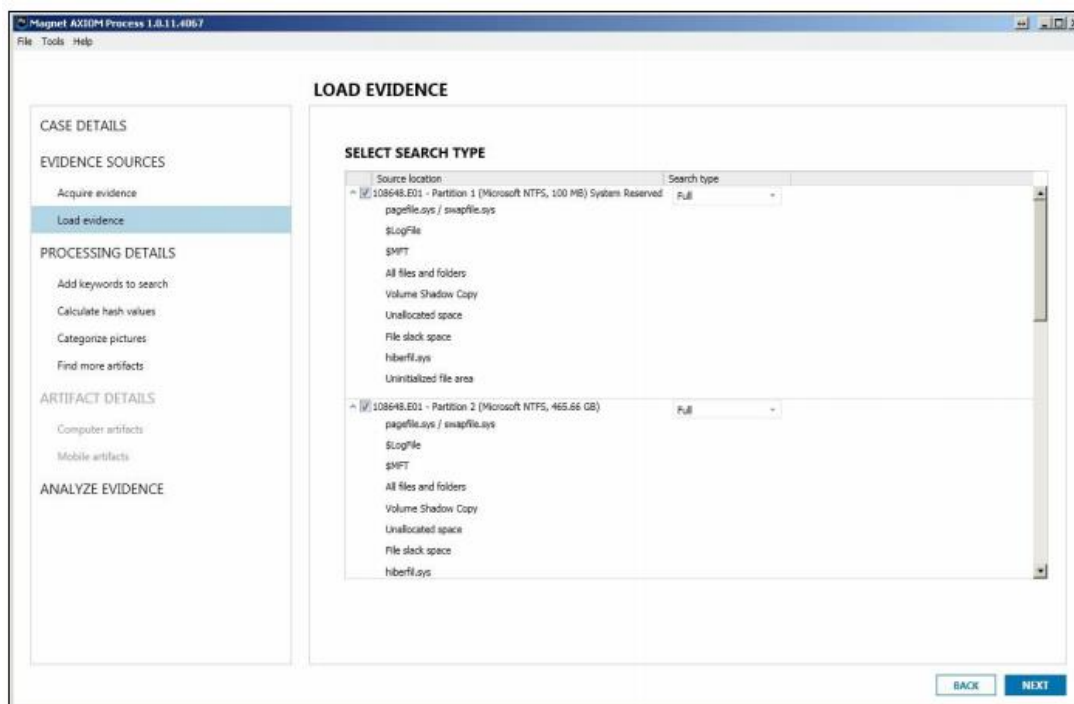 Magnet AXIOM Process 1.0.11.4067
File Tools Help
LOAD EVIDENCE
CASE DETAILS
EVIDENCE SOURCES
Acquire evidence
Load evidence
PROCESSING DETAILS
Add keywords to search
Calculate hash values
Categorize pictures
Find more artifacts
ARTIFACT DETAILS
Computer artifacts
Mobile artifacts
ANALYZE EVIDENCE
SELECT SEARCH TYPE
Source location Search type
108648.E01 - Partition 1 (Microsoft NTFS, 100 MB) System Reserved Full
pagefile.sys / swapfile.sys
$LogFile
$MFT
All files and folders
Volume Shadow Copy
Unallocated space
File slack space
hiberfil.sys
Uninitialized file area
108648.E01 - Partition 2 (Microsoft NTFS, 465.66 GB) Full
pagefile.sys / swapfile.sys
$LogFile
$MFT
All files and folders
Volume Shadow Copy
Unallocated space
File slack space
hiberfil.sys
BACK NEXT